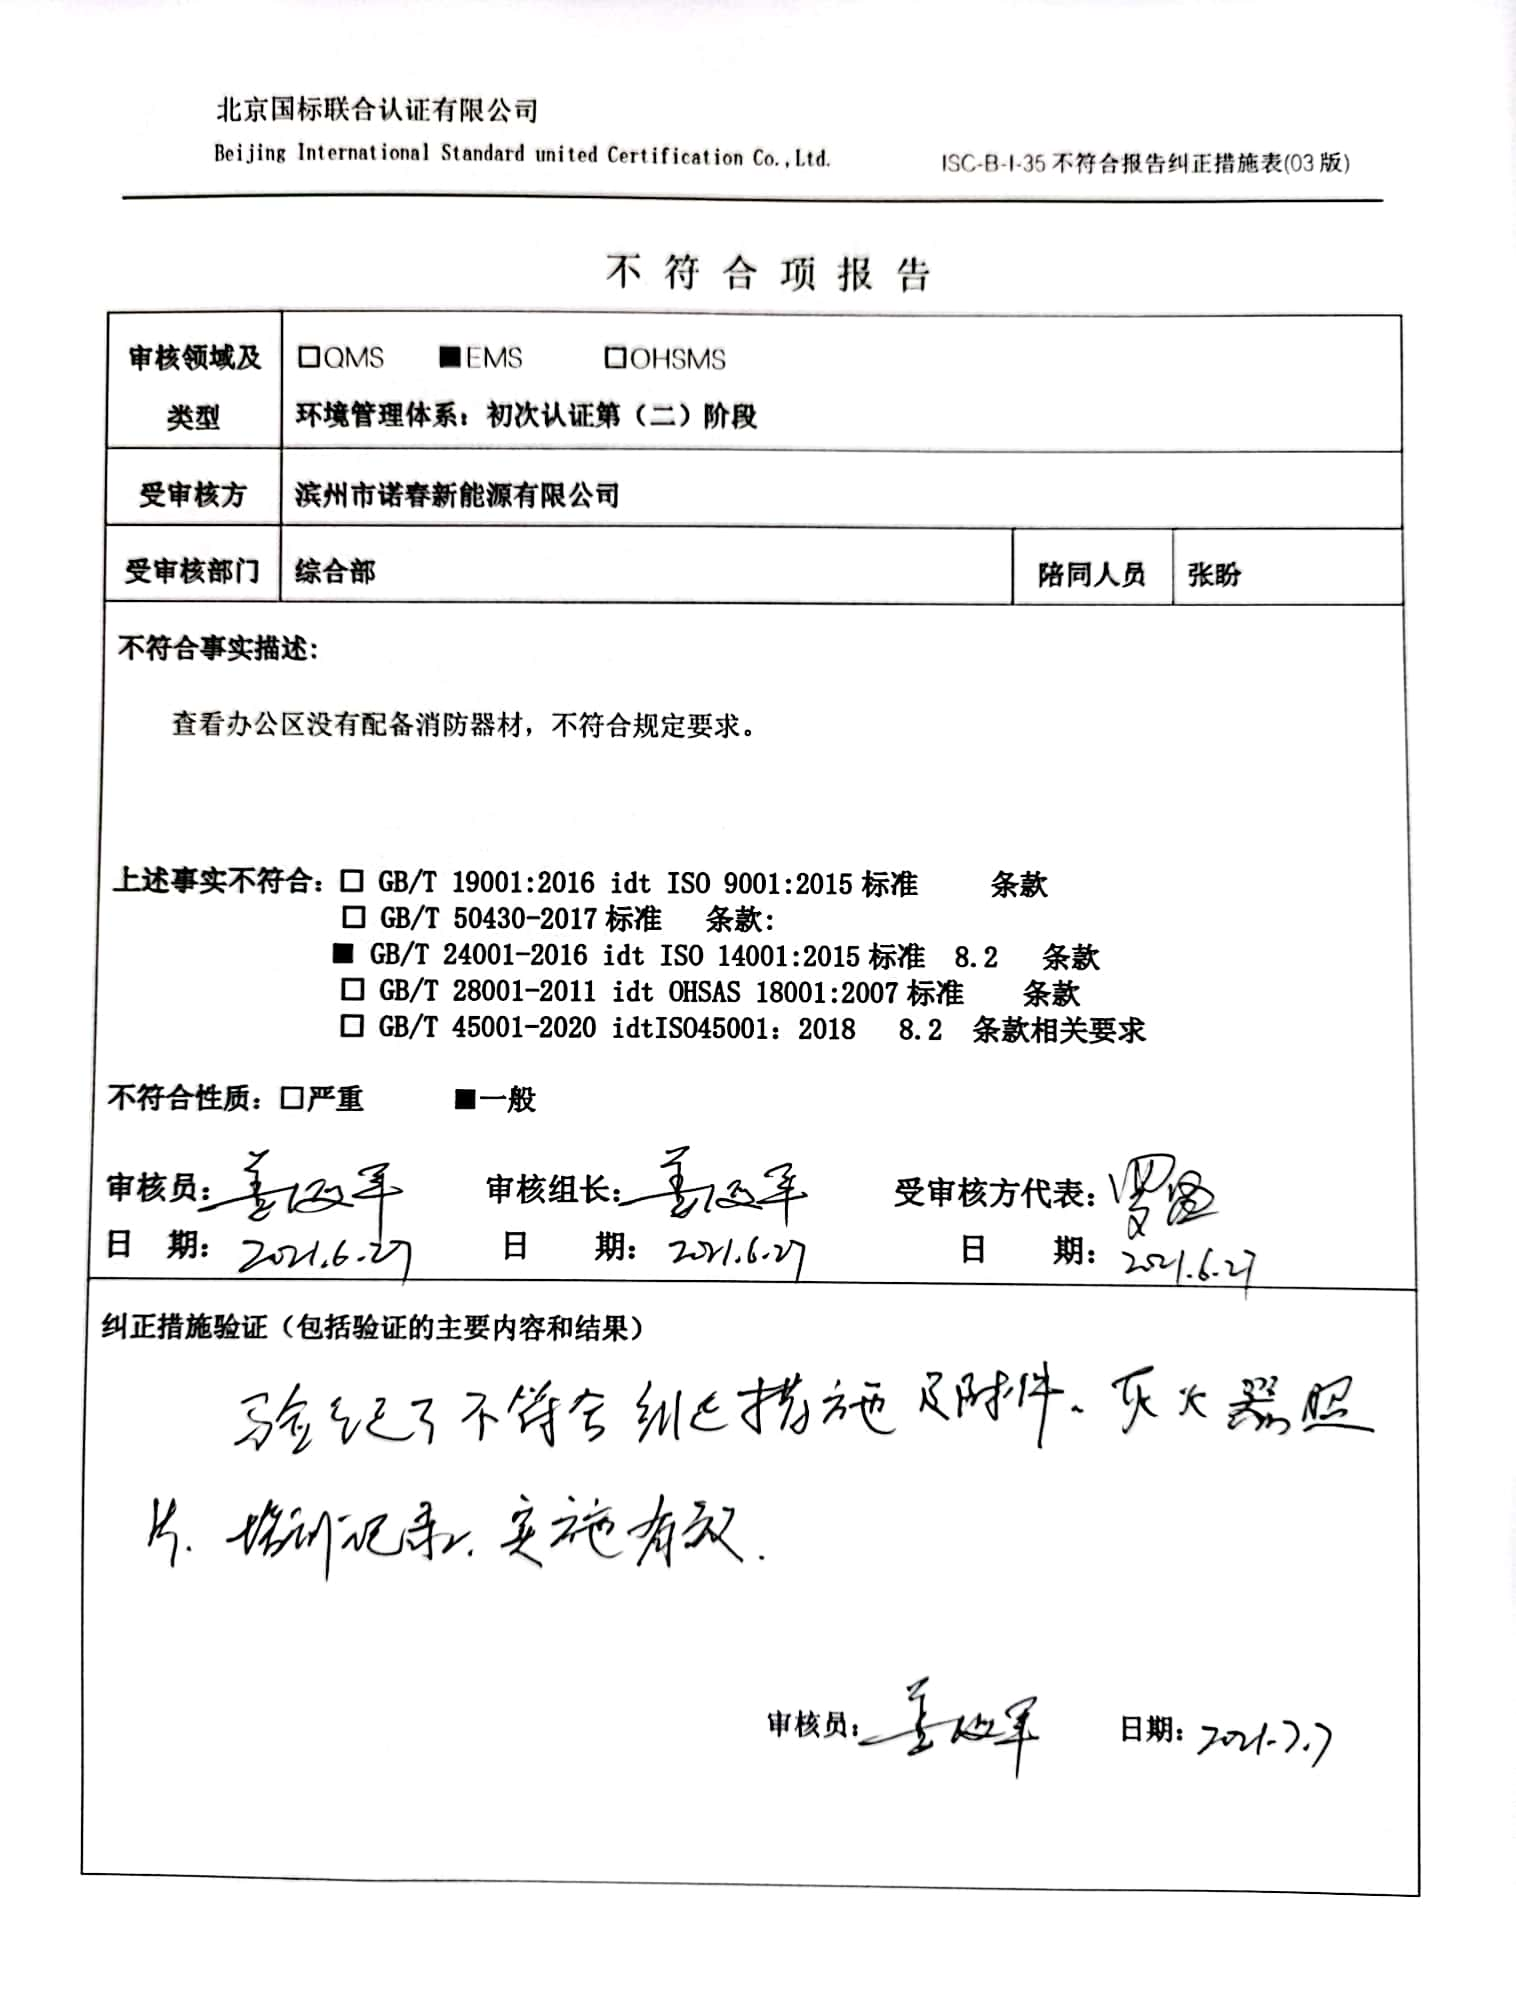 北京国标联合认证有限公司
Beijing International Standard united Certification Co.,Ltd.
ISC-B-I-35 不符合报告纠正措施表(03 版)
不符合项报告
审核领域及类型
□QMS ■EMS □OHSMS
环境管理体系：初次认证第（二）阶段
受审核方 滨州市诺春新能源有限公司
受审核部门 综合部 陪同人员 张盼
不符合事实描述:
查看办公区没有配备消防器材，不符合规定要求。
上述事实不符合：□ GB/T 19001:2016 idt ISO 9001:2015 标准 条款
□ GB/T 50430-2017 标准 条款:
■ GB/T 24001-2016 idt ISO 14001:2015 标准 8.2 条款
□ GB/T 28001-2011 idt OHSAS 18001:2007 标准 条款
□ GB/T 45001-2020 idtISO45001：2018 8.2 条款相关要求
不符合性质：□严重 ■一般
审核员: 审核组长: 受审核方代表:
日 期: 2021.6.27 日 期: 2021.6.27 日 期: 2021.6.27
纠正措施验证（包括验证的主要内容和结果）
验证了不符合纠正措施及附件、灭火器照
片、培训记录、实施有效.
审核员: 日期: 2021.7.7